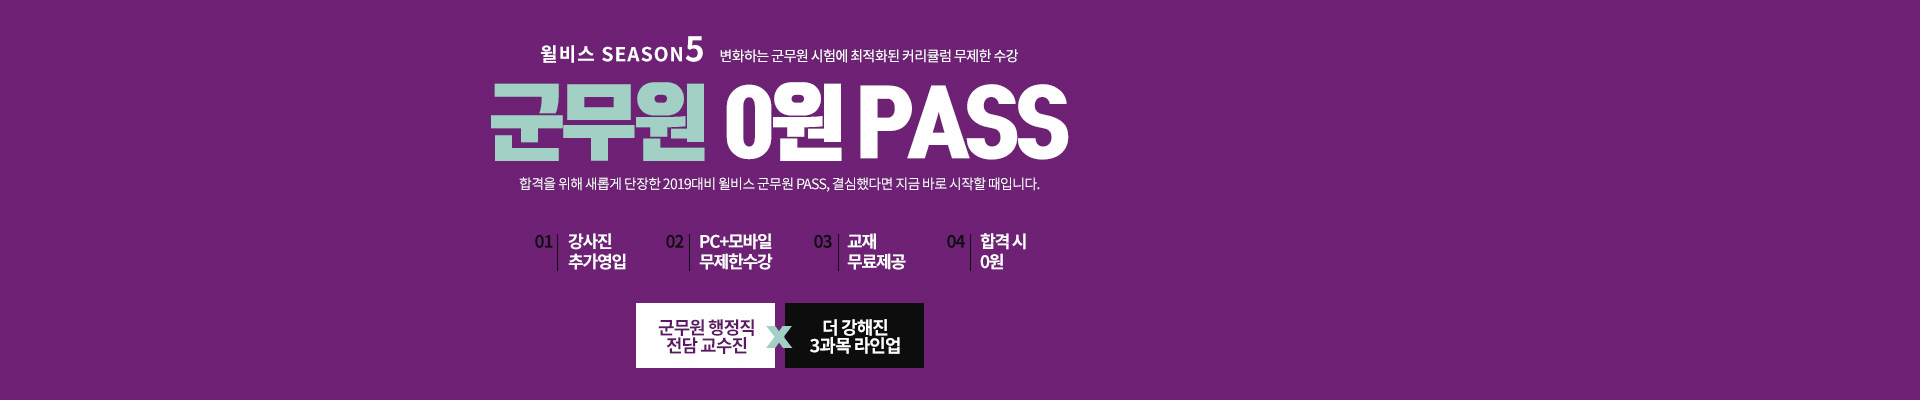 윌비스 SEASON5 변화하는 군무원 시험에 최적화된 커리큘럼 무제한 수강
군무원 0원 PASS
합격을 위해 새롭게 단장한 2019대비 윌비스 군무원 PASS, 결심했다면 지금 바로 시작할 때입니다.
01 강사진
추가영입
02 PC+모바일
무제한수강
03 교재
무료제공
04 합격 시
0원
군무원 행정직
전담 교수진
X
더 강해진
3과목 라인업